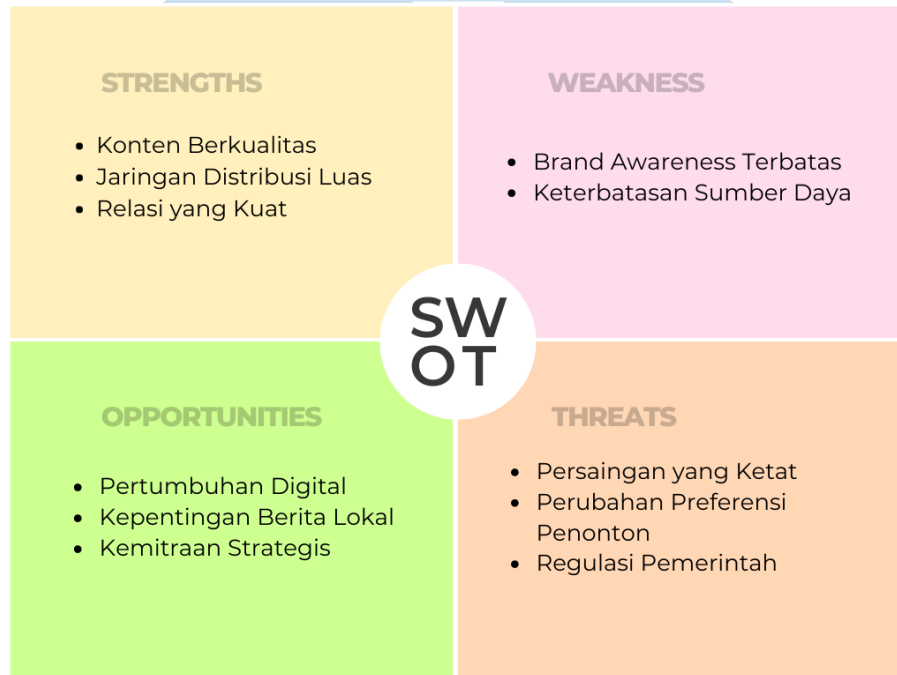 STRENGTHS
• Konten Berkualitas
• Jaringan Distribusi Luas
• Relasi yang Kuat
WEAKNESS
• Brand Awareness Terbatas
• Keterbatasan Sumber Daya
SW
OT
OPPORTUNITIES
• Pertumbuhan Digital
• Kepentingan Berita Lokal
• Kemitraan Strategis
THREATS
• Persaingan yang Ketat
• Perubahan Preferensi
Penonton
• Regulasi Pemerintah